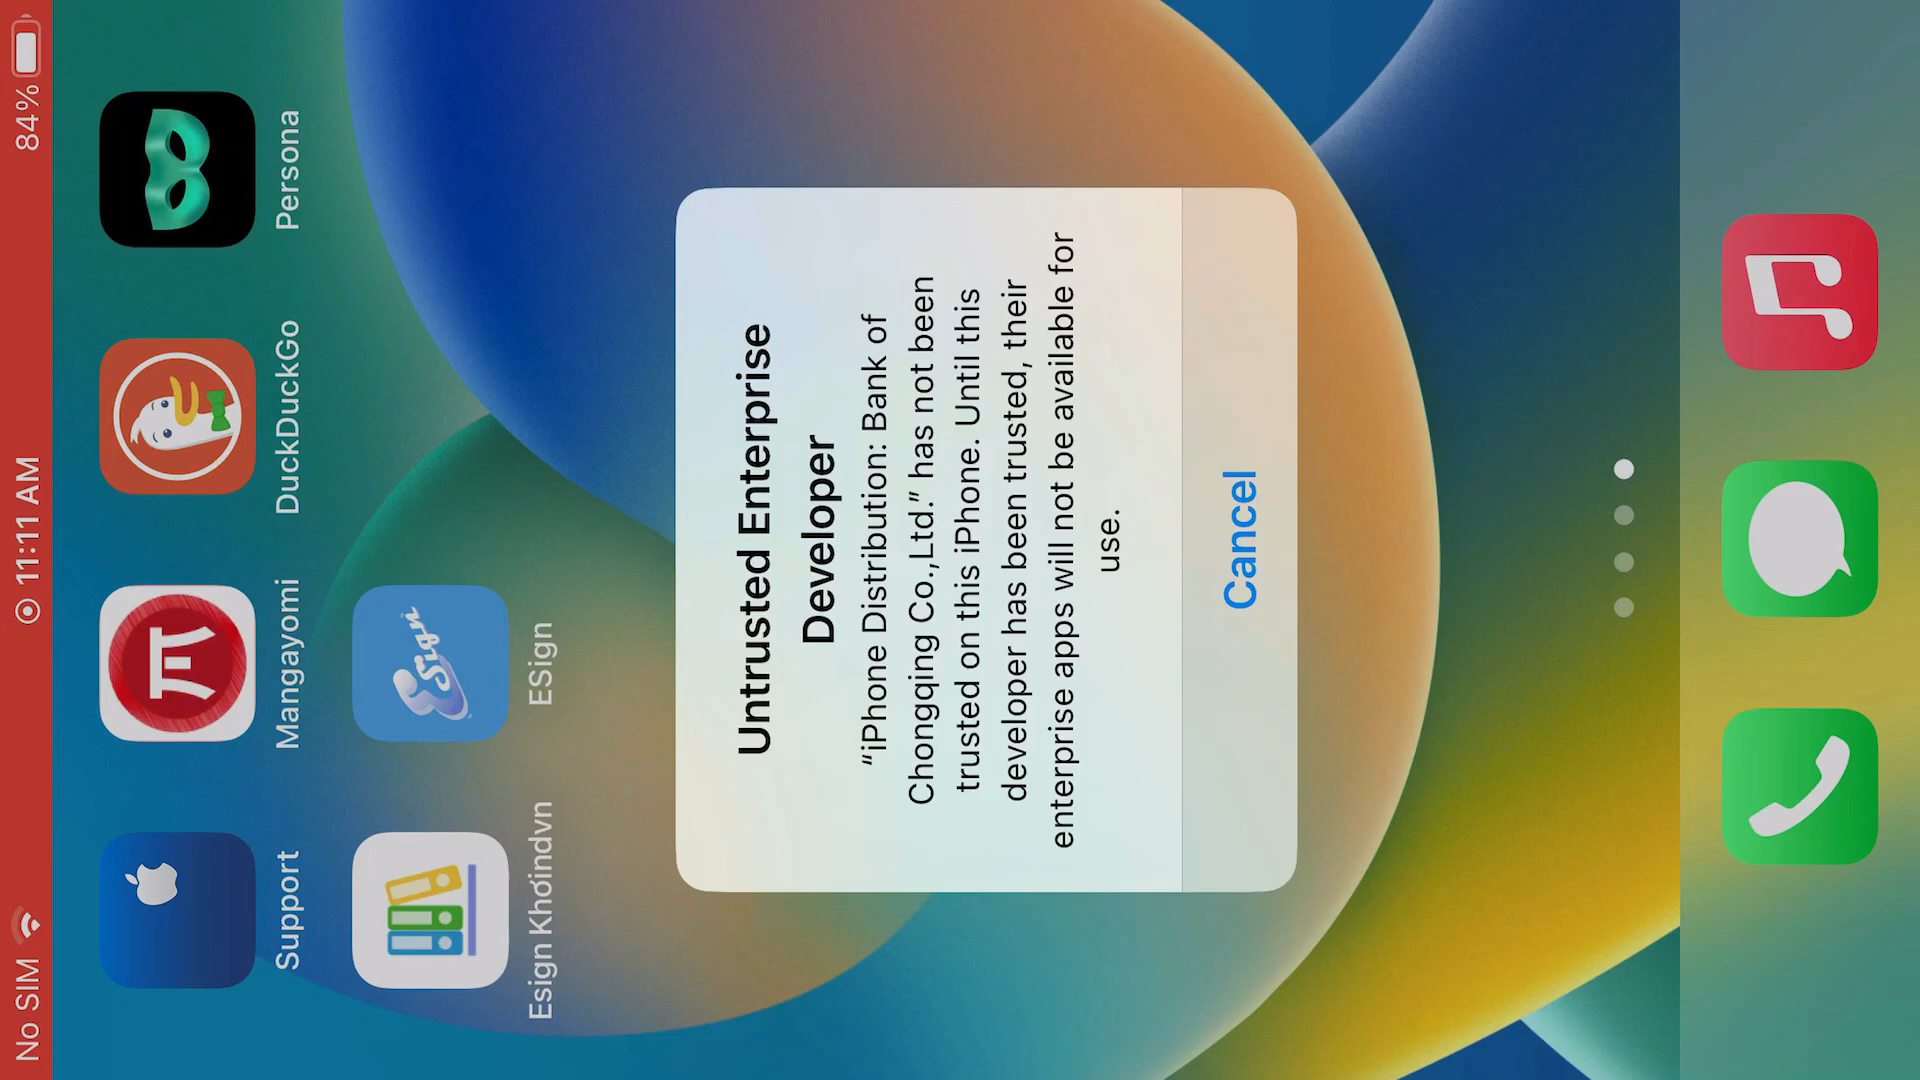 No SIM
11:11 AM
84%
Support
Mangayomi
DuckDuckGo
Persona
Esign Khoindvn
ESign
ESign
Untrusted Enterprise
Developer
“iPhone Distribution: Bank of
Chongqing Co.,Ltd.” has not been
trusted on this iPhone. Until this
developer has been trusted, their
enterprise apps will not be available for
use.
Cancel